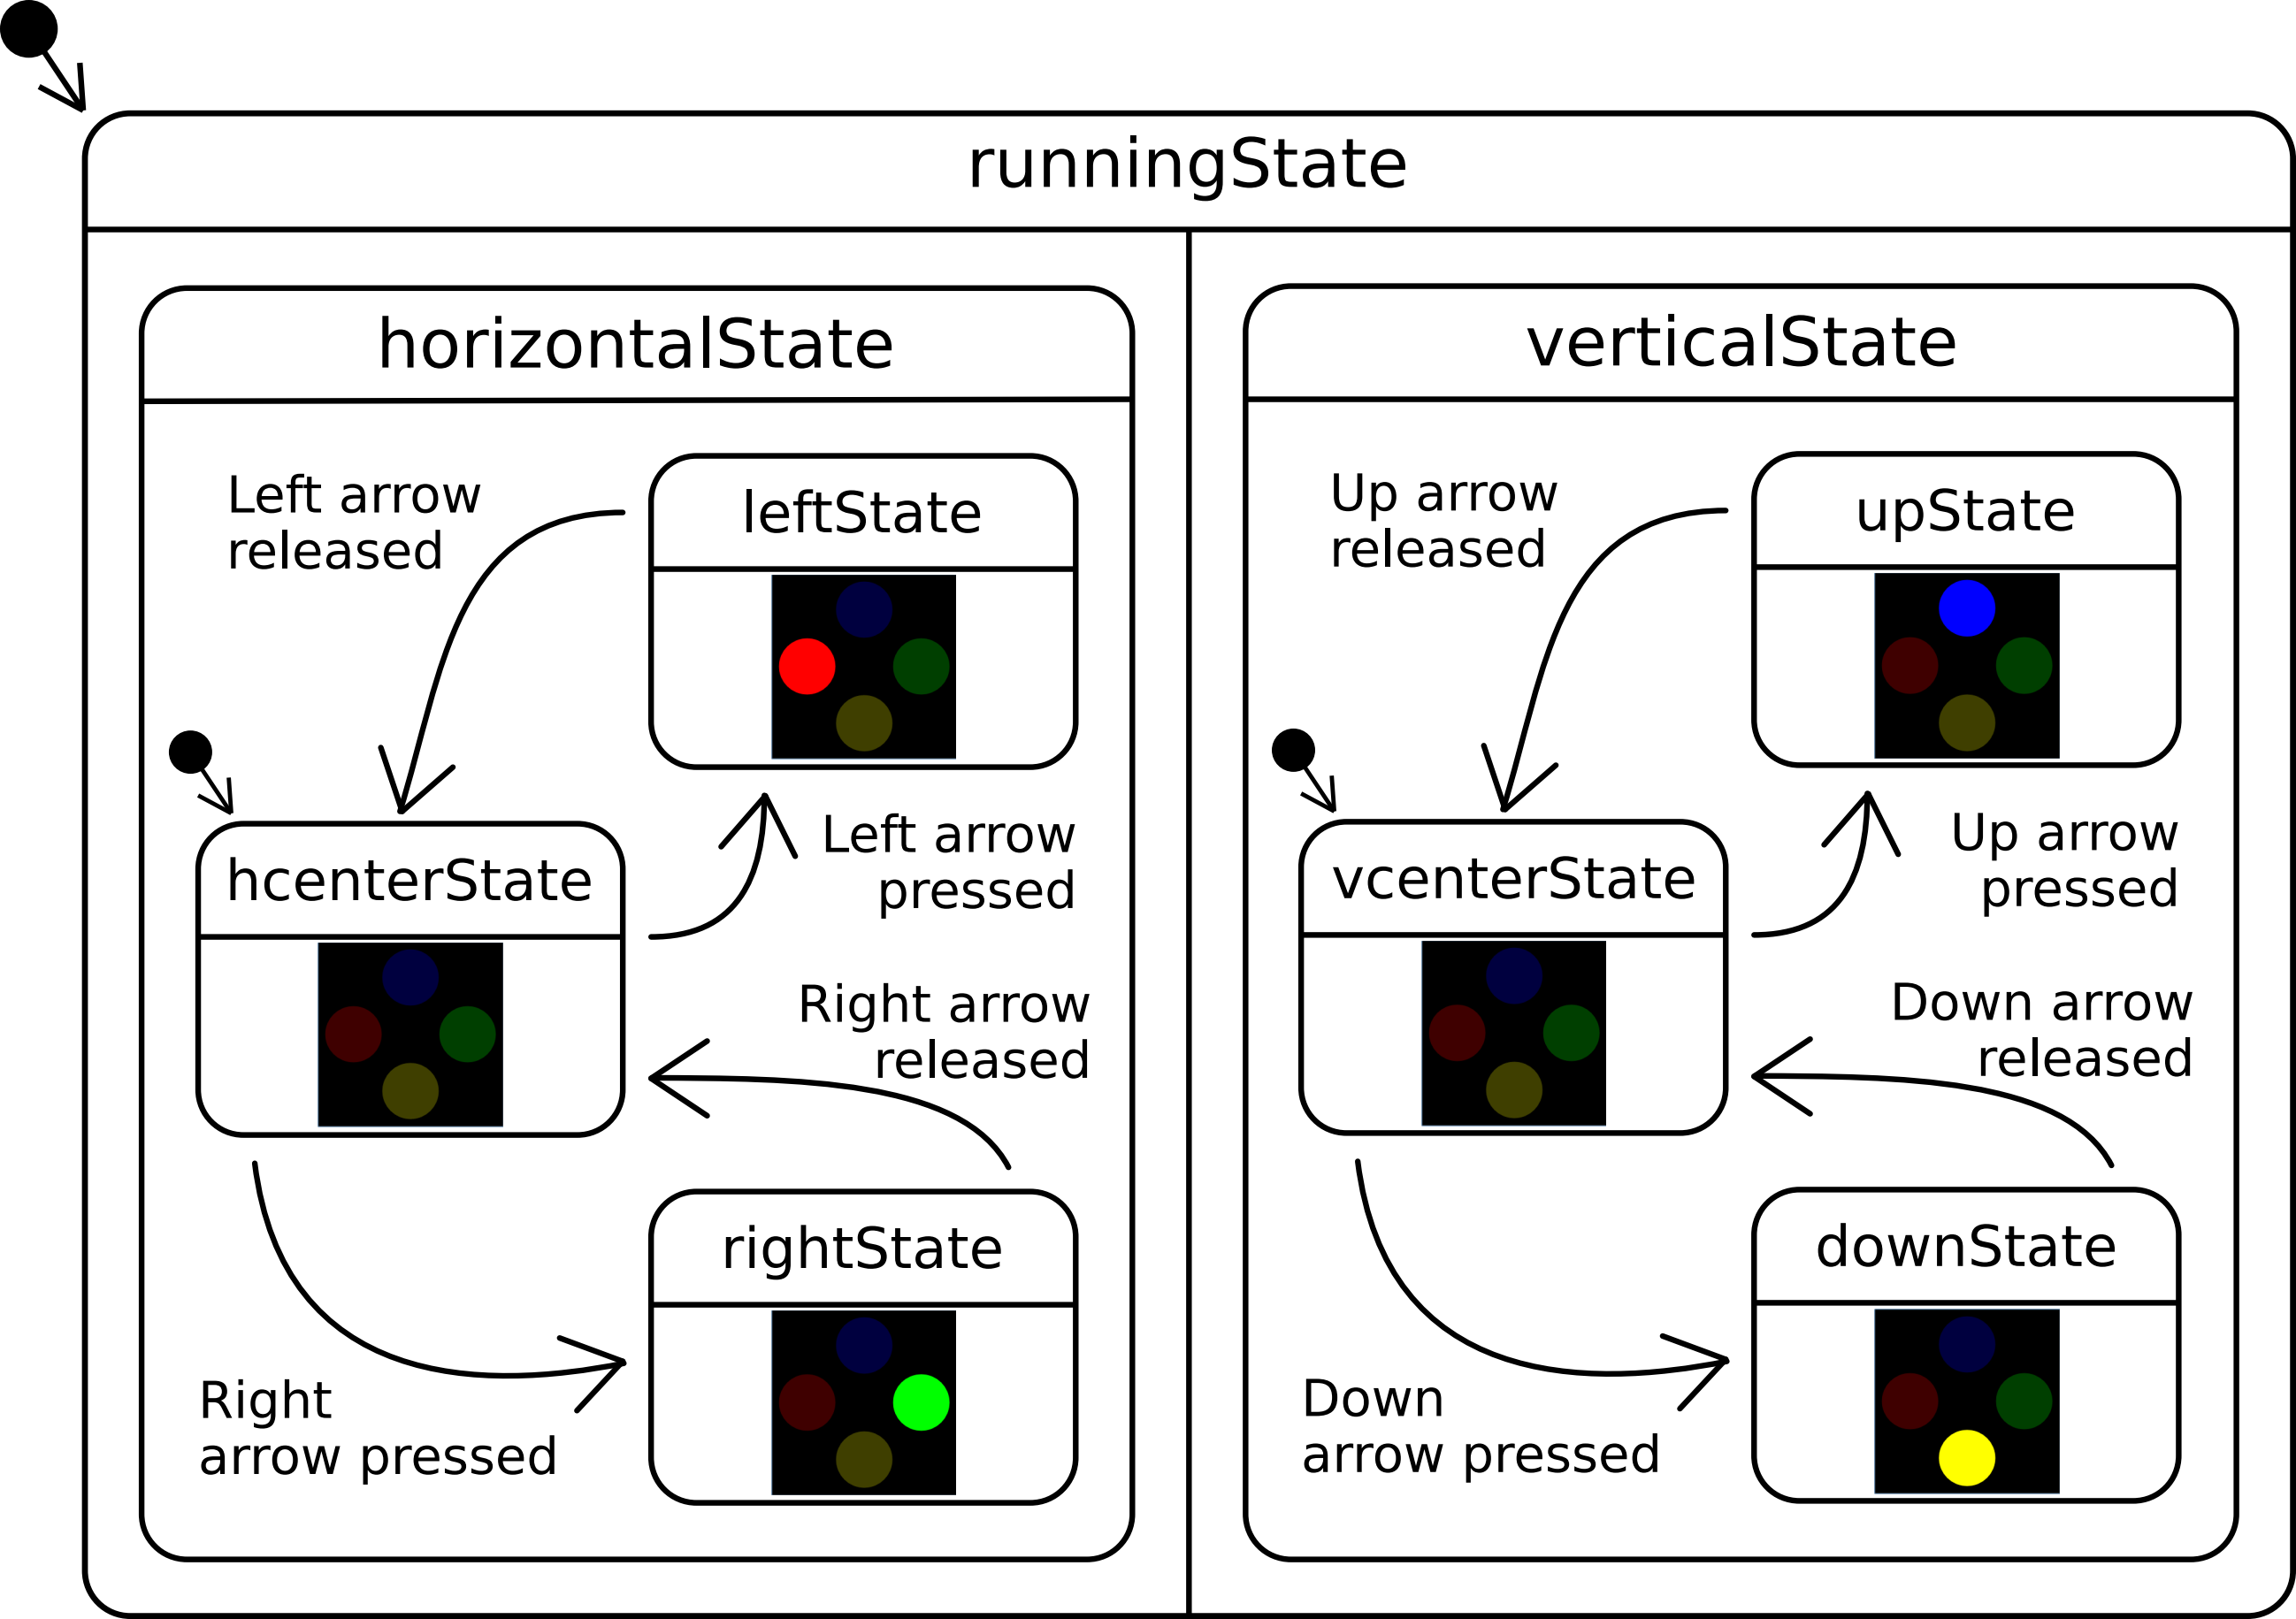 runningState
horizontalState
Left arrow
released
leftState
hcenterState
Left arrow
pressed
Right arrow
released
rightState
Right
arrow pressed
verticalState
Up arrow
released
upState
vcenterState
Up arrow
pressed
Down arrow
released
downState
Down
arrow pressed